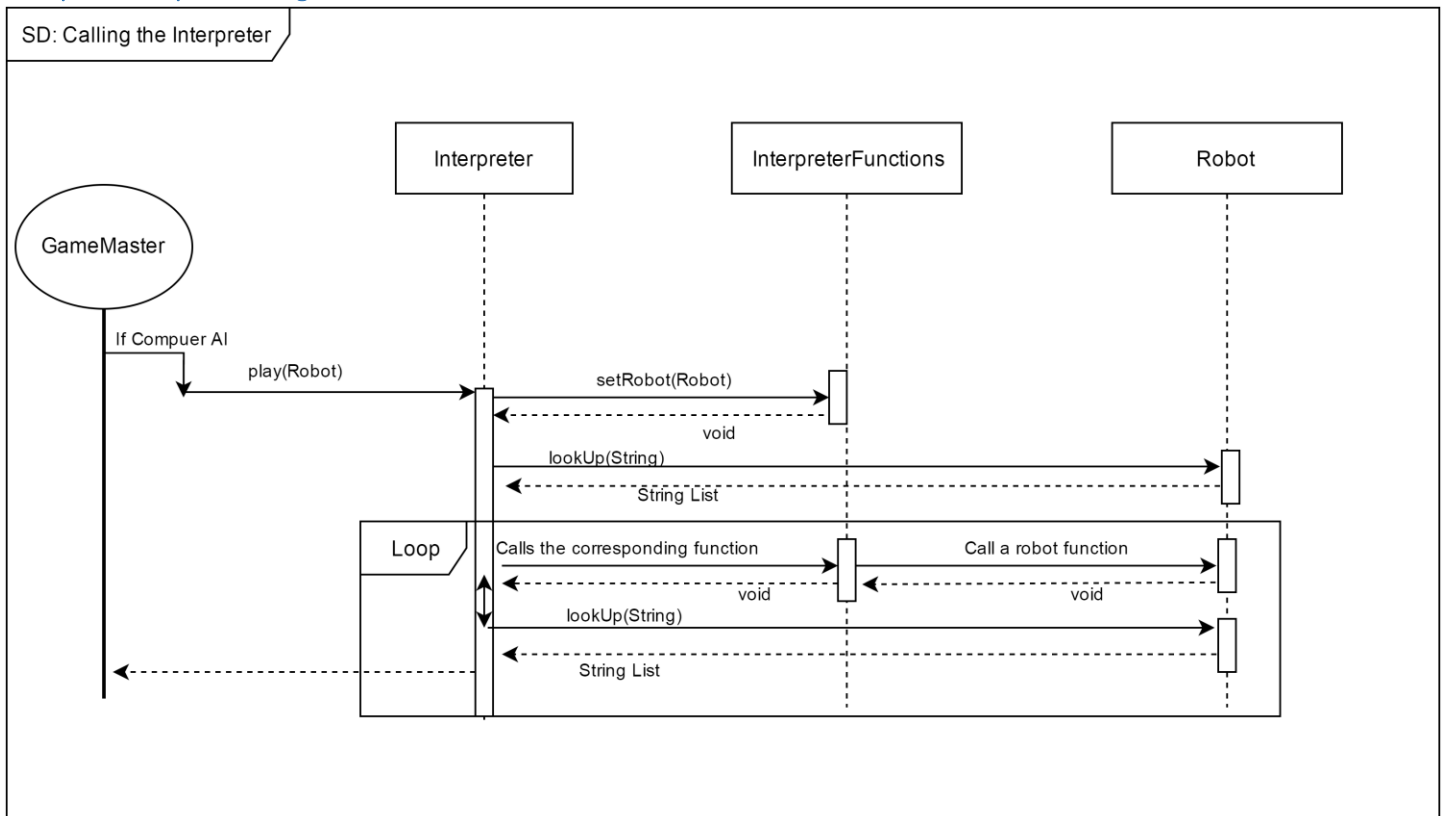 SD: Calling the Interpreter
Interpreter
InterpreterFunctions
Robot
GameMaster
If Compuer AI
play(Robot)
setRobot(Robot)
void
lookUp(String)
String List
Loop
Calls the corresponding function
Call a robot function
void
void
lookUp(String)
String List